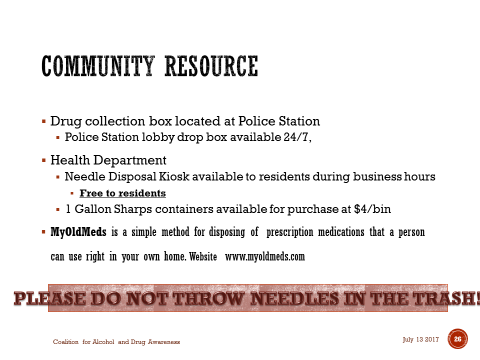 COMMUNITY RESOURCE
▪ Drug collection box located at Police Station
▪ Police Station lobby drop box available 24/7,
▪ Health Department
▪ Needle Disposal Kiosk available to residents during business hours
▪ Free to residents
▪ 1 Gallon Sharps containers available for purchase at $4/bin
▪ MyOldMeds is a simple method for disposing of prescription medications that a person
can use right in your own home. Website www.myoldmeds.com
PLEASE DO NOT THROW NEEDLES IN THE TRASH!
Coalition for Alcohol and Drug Awareness
July 13 2017
26